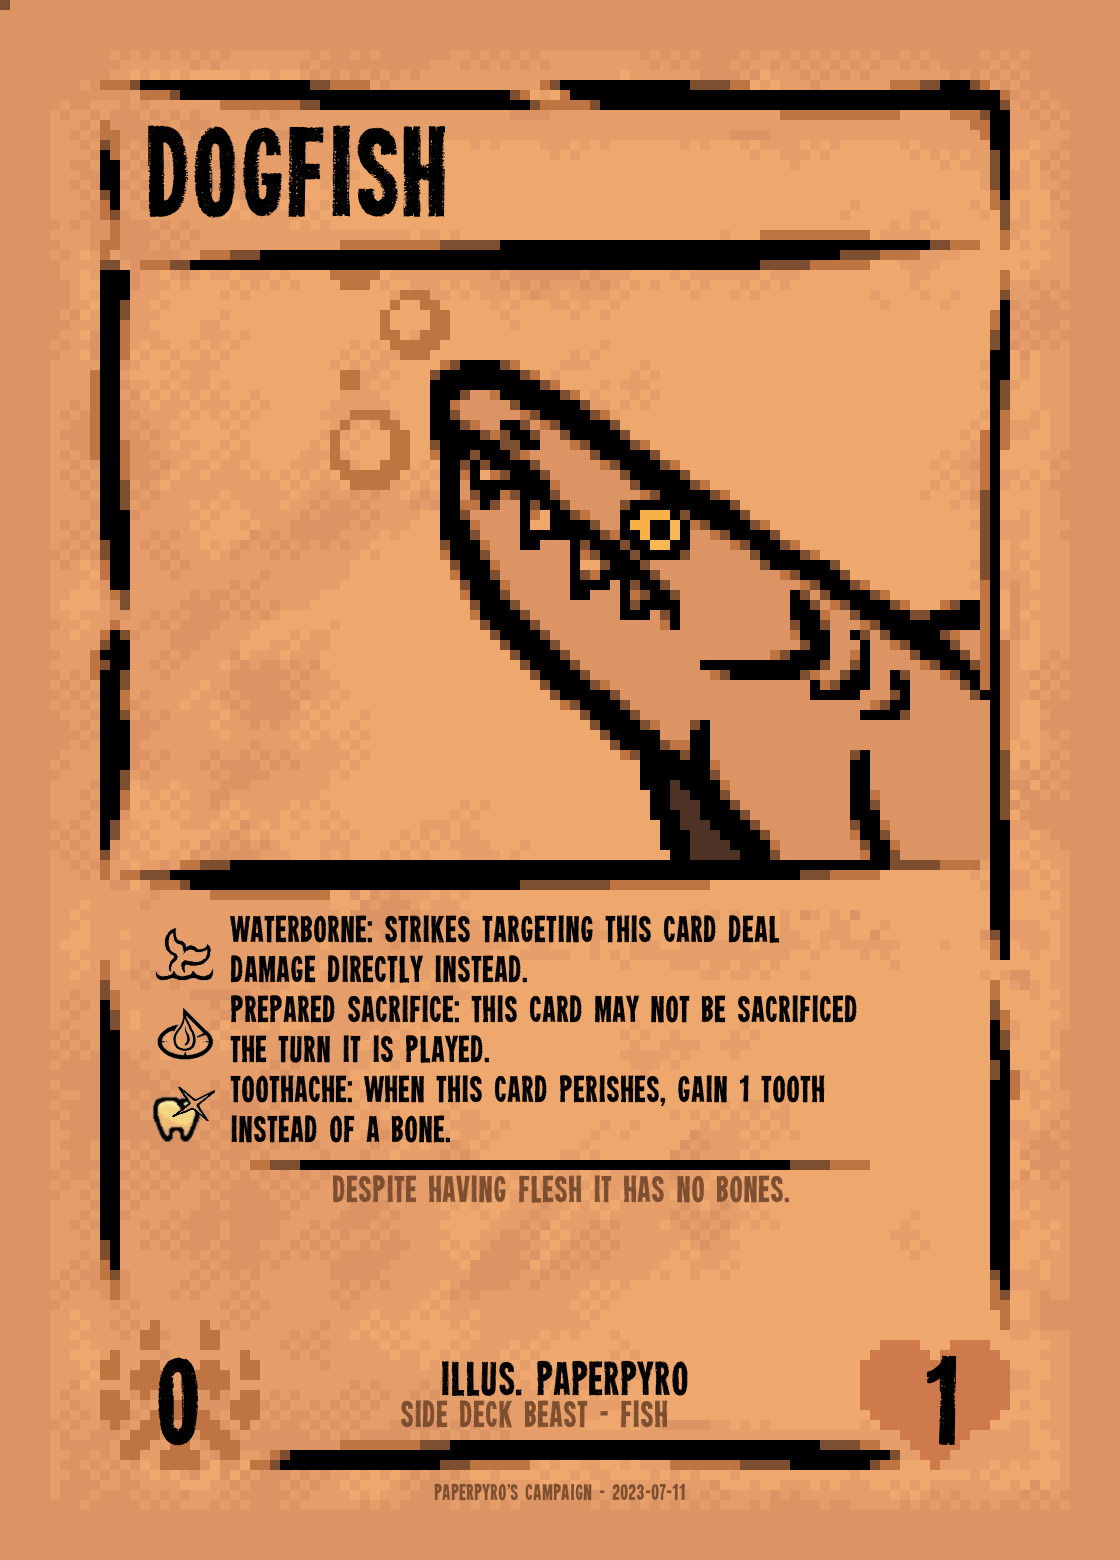 DOGFISH
WATERBORNE: STRIKES TARGETING THIS CARD DEAL
DAMAGE DIRECTLY INSTEAD.
PREPARED SACRIFICE: THIS CARD MAY NOT BE SACRIFICED
THE TURN IT IS PLAYED.
TOOTHACHE: WHEN THIS CARD PERISHES, GAIN 1 TOOTH
INSTEAD OF A BONE.
DESPITE HAVING FLESH IT HAS NO BONES.
0
ILLUS. PAPERPYRO
SIDE DECK BEAST - FISH
1
PAPERPYRO'S CAMPAIGN - 2023-07-11